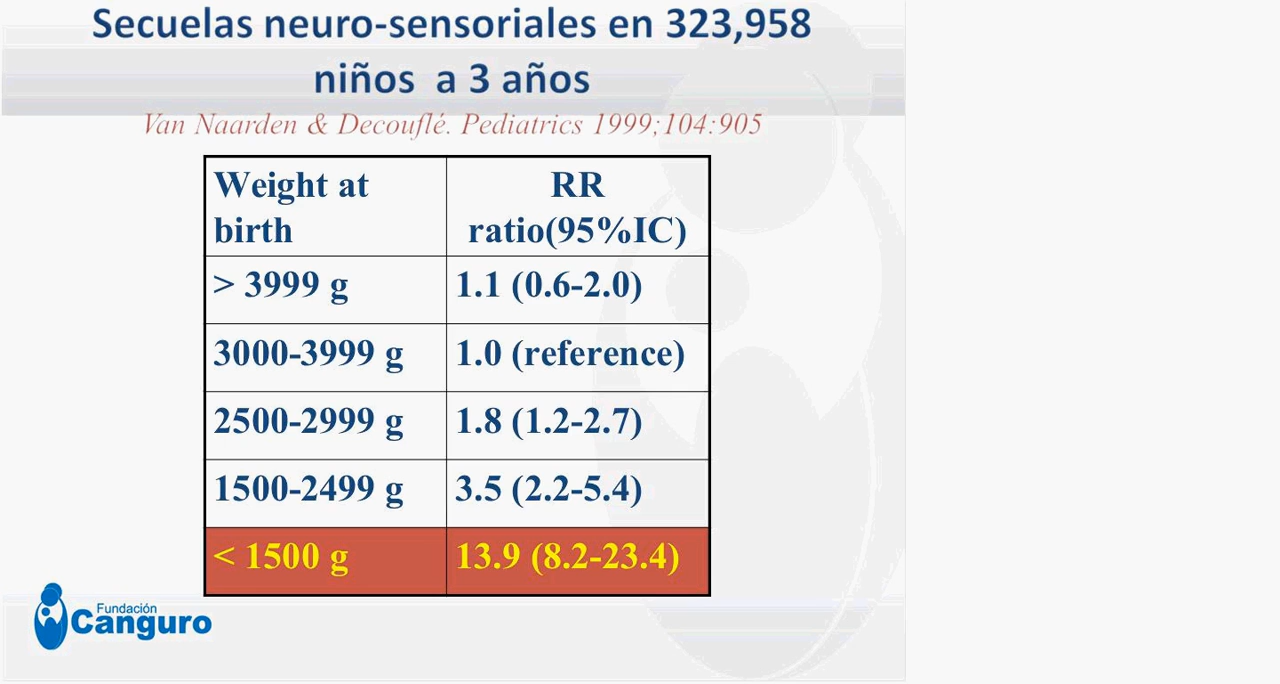 Secuelas neuro-sensoriales en 323,958
niños a 3 años
Van Naarden & Decouflé. Pediatrics 1999;104:905
Weight at birth RR ratio(95%IC)
> 3999 g 1.1 (0.6-2.0)
3000-3999 g 1.0 (reference)
2500-2999 g 1.8 (1.2-2.7)
1500-2499 g 3.5 (2.2-5.4)
< 1500 g 13.9 (8.2-23.4)
Fundación
Canguro